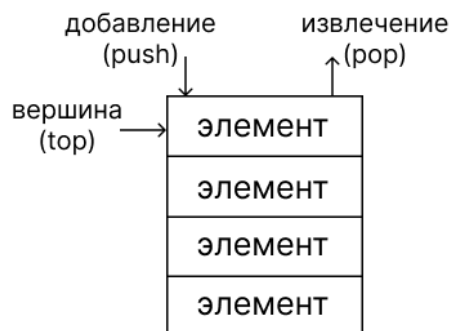 добавление
(push)
извлечение
(pop)
вершина
(top)
элемент
элемент
элемент
элемент